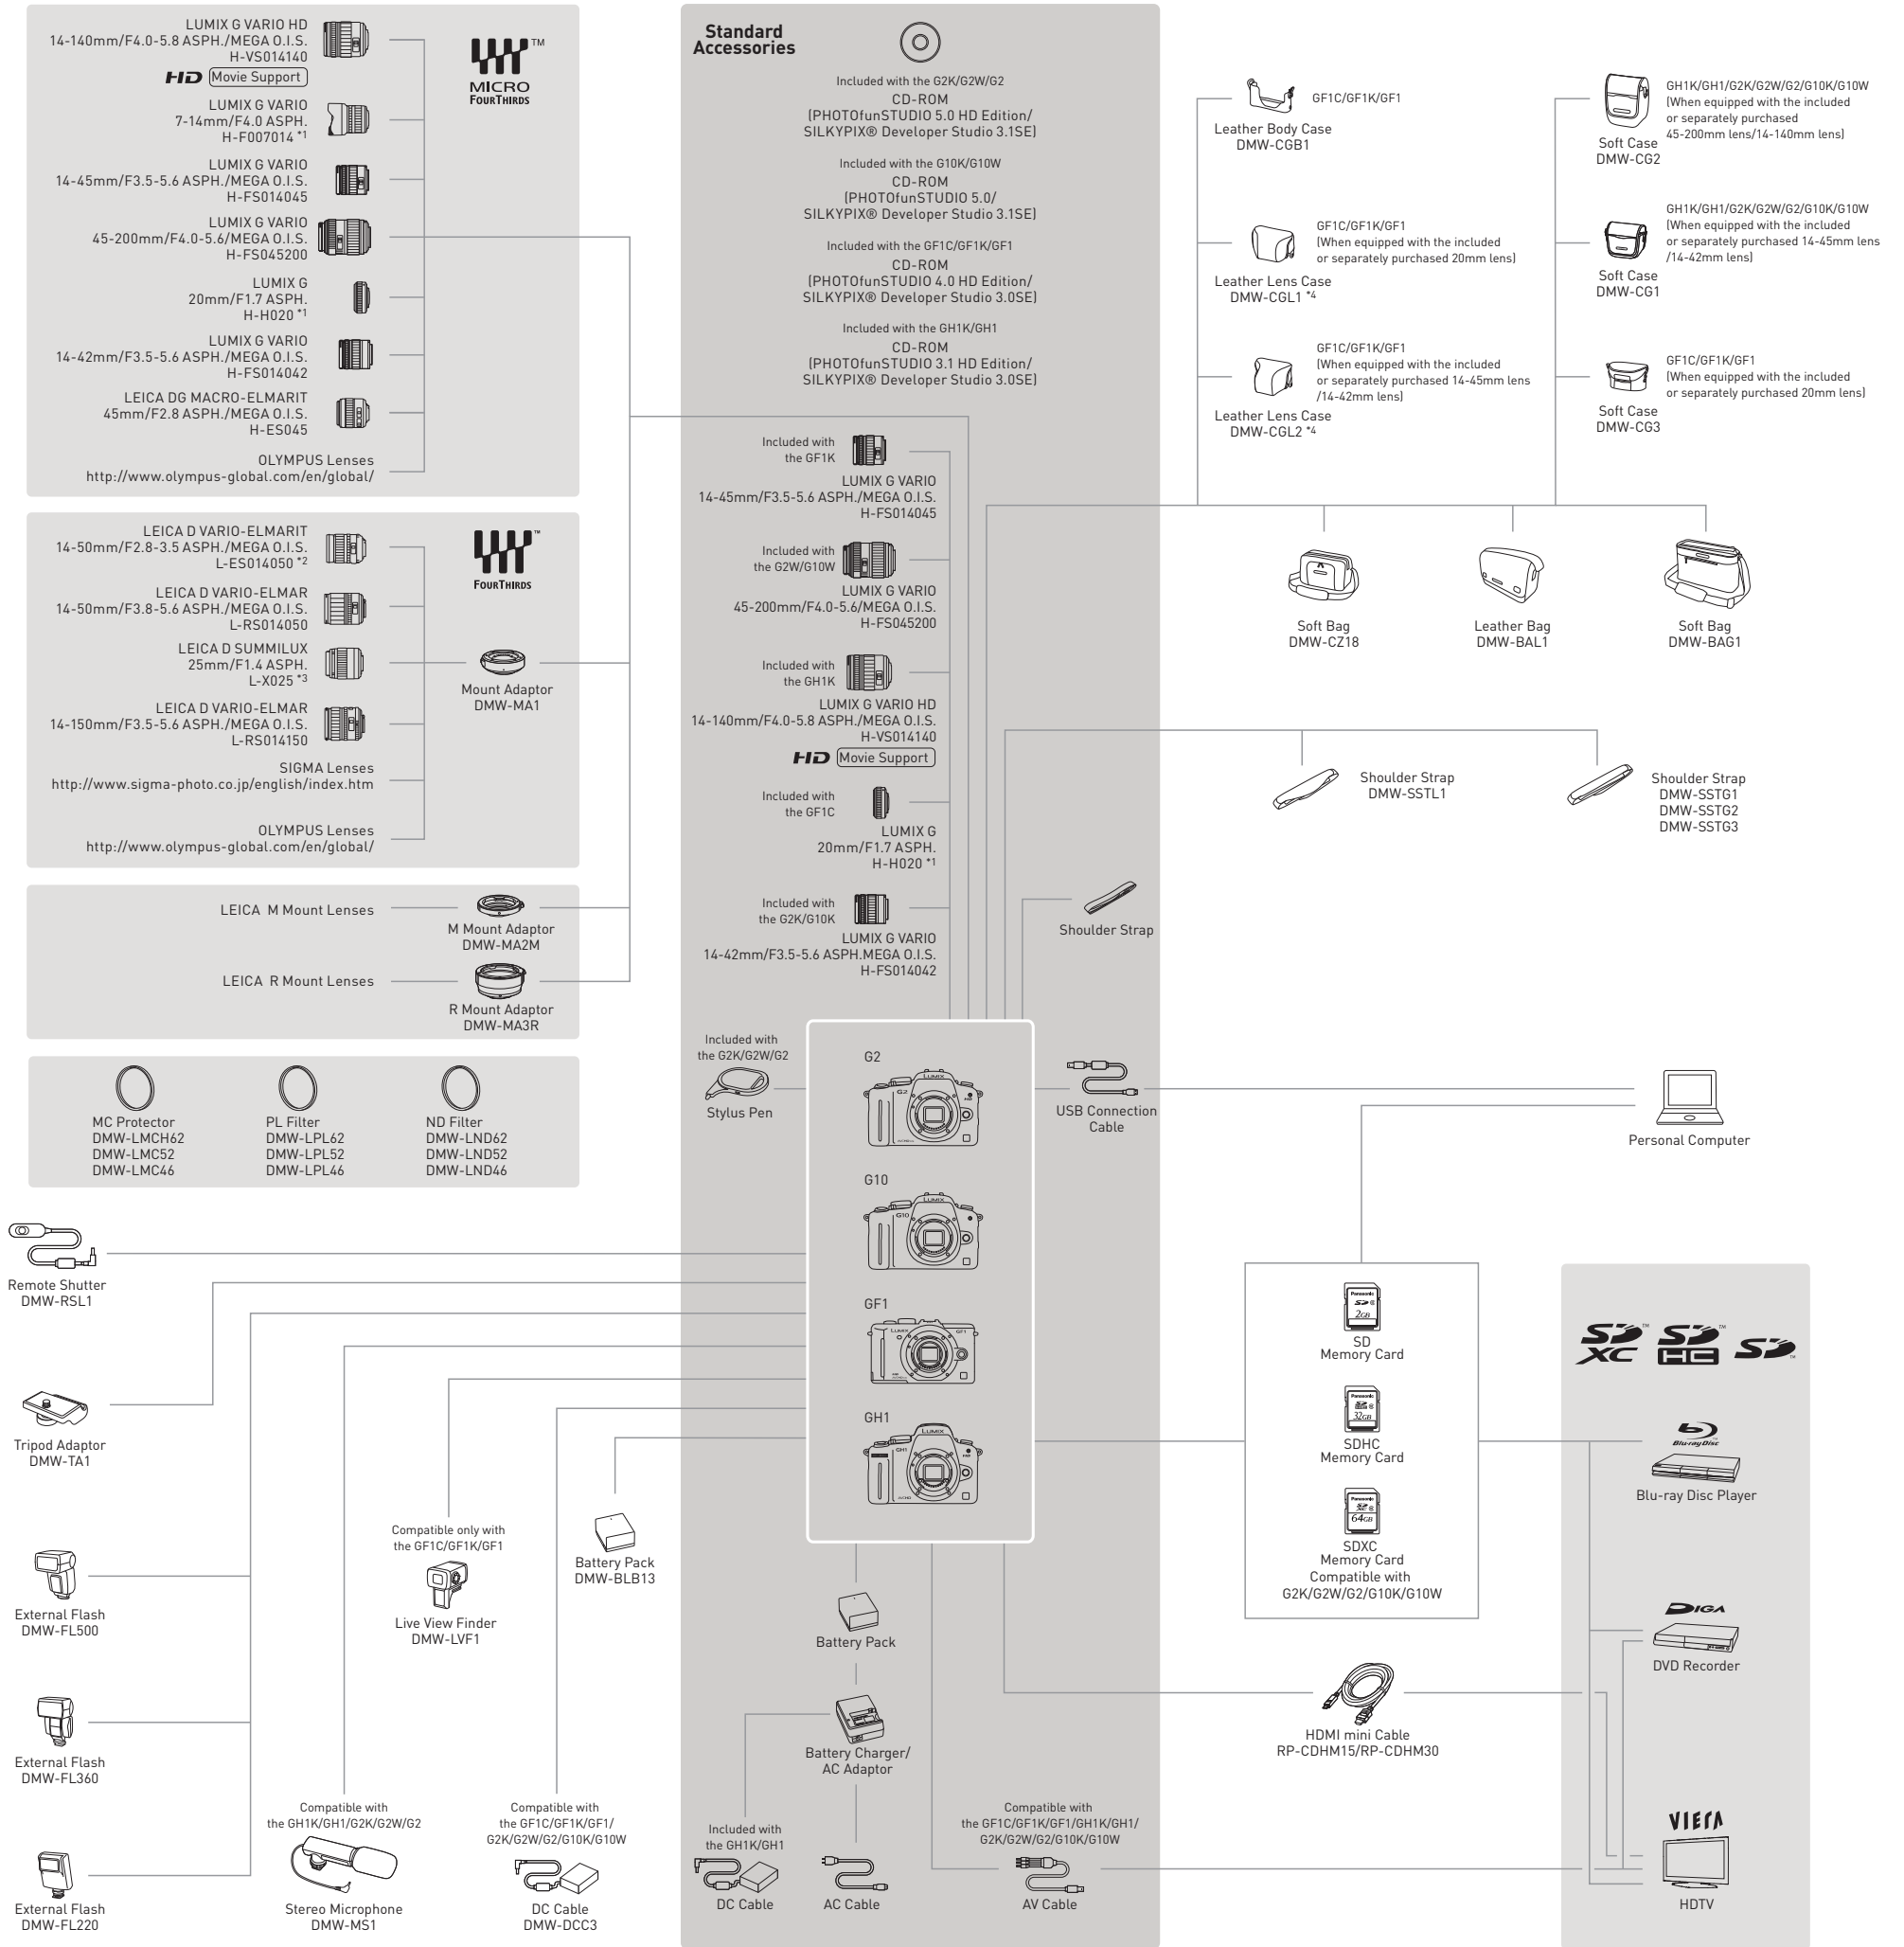 LUMIX G VARIO HD
14-140mm/F4.0-5.8 ASPH./MEGA O.I.S.
H-VS014140
HD Movie Support
LUMIX G VARIO
7-14mm/F4.0 ASPH.
H-F007014 *1
LUMIX G VARIO
14-45mm/F3.5-5.6 ASPH./MEGA O.I.S.
H-FS014045
LUMIX G VARIO
45-200mm/F4.0-5.6/MEGA O.I.S.
H-FS045200
LUMIX G
20mm/F1.7 ASPH.
H-H020 *1
LUMIX G VARIO
14-42mm/F3.5-5.6 ASPH./MEGA O.I.S.
H-FS014042
LEICA DG MACRO-ELMARIT
45mm/F2.8 ASPH./MEGA O.I.S.
H-ES045
OLYMPUS Lenses
http://www.olympus-global.com/en/global/
TM
MICRO
FOURTHIRDS
LEICA D VARIO-ELMARIT
14-50mm/F2.8-3.5 ASPH./MEGA O.I.S.
L-ES014050 *2
LEICA D VARIO-ELMAR
14-50mm/F3.8-5.6 ASPH./MEGA O.I.S.
L-RS014050
LEICA D SUMMILUX
25mm/F1.4 ASPH.
L-X025 *3
LEICA D VARIO-ELMAR
14-150mm/F3.5-5.6 ASPH./MEGA O.I.S.
L-RS014150
SIGMA Lenses
http://www.sigma-photo.co.jp/english/index.htm
OLYMPUS Lenses
http://www.olympus-global.com/en/global/
TM
FOURTHIRDS
Mount Adaptor
DMW-MA1
LEICA M Mount Lenses
M Mount Adaptor
DMW-MA2M
LEICA R Mount Lenses
R Mount Adaptor
DMW-MA3R
MC Protector
DMW-LMCH62
DMW-LMC52
DMW-LMC46
PL Filter
DMW-LPL62
DMW-LPL52
DMW-LPL46
ND Filter
DMW-LND62
DMW-LND52
DMW-LND46
Remote Shutter
DMW-RSL1
Tripod Adaptor
DMW-TA1
External Flash
DMW-FL500
External Flash
DMW-FL360
External Flash
DMW-FL220
Compatible with
the GH1K/GH1/G2K/G2W/G2
Stereo Microphone
DMW-MS1
Compatible only with
the GF1C/GF1K/GF1
Live View Finder
DMW-LVF1
Compatible with
the GF1C/GF1K/GF1/
G2K/G2W/G2/G10K/G10W
DC Cable
DMW-DCC3
Battery Pack
DMW-BLB13
Standard
Accessories
Included with the G2K/G2W/G2
CD-ROM
(PHOTOfunSTUDIO 5.0 HD Edition/
SILKYPIX® Developer Studio 3.1SE)
Included with the G10K/G10W
CD-ROM
(PHOTOfunSTUDIO 5.0/
SILKYPIX® Developer Studio 3.1SE)
Included with the GF1C/GF1K/GF1
CD-ROM
(PHOTOfunSTUDIO 4.0 HD Edition/
SILKYPIX® Developer Studio 3.0SE)
Included with the GH1K/GH1
CD-ROM
(PHOTOfunSTUDIO 3.1 HD Edition/
SILKYPIX® Developer Studio 3.0SE)
Included with
the GF1K
LUMIX G VARIO
14-45mm/F3.5-5.6 ASPH./MEGA O.I.S.
H-FS014045
Included with
the G2W/G10W
LUMIX G VARIO
45-200mm/F4.0-5.6/MEGA O.I.S.
H-FS045200
Included with
the GH1K
LUMIX G VARIO HD
14-140mm/F4.0-5.8 ASPH./MEGA O.I.S.
H-VS014140
HD Movie Support
Included with
the GF1C
LUMIX G
20mm/F1.7 ASPH.
H-H020 *1
Included with
the G2K/G10K
LUMIX G VARIO
14-42mm/F3.5-5.6 ASPH.MEGA O.I.S.
H-FS014042
Shoulder Strap
Included with
the G2K/G2W/G2
Stylus Pen
G2
LUMIX
G2
G10
LUMIX
G10
GF1
LUMIX
GF1
GH1
LUMIX
GH1
USB Connection
Cable
Battery Pack
Battery Charger/
AC Adaptor
Included with
the GH1K/GH1
DC Cable
AC Cable
Compatible with
the GF1C/GF1K/GF1/GH1K/GH1/
G2K/G2W/G2/G10K/G10W
AV Cable
Leather Body Case
DMW-CGB1
GF1C/GF1K/GF1
Leather Lens Case
DMW-CGL1 *4
GF1C/GF1K/GF1
(When equipped with the included
or separately purchased 20mm lens)
Leather Lens Case
DMW-CGL2 *4
GF1C/GF1K/GF1
(When equipped with the included
or separately purchased 14-45mm lens
/14-42mm lens)
Soft Case
DMW-CG2
GH1K/GH1/G2K/G2W/G2/G10K/G10W
(When equipped with the included
or separately purchased
45-200mm lens/14-140mm lens)
Soft Case
DMW-CG1
GH1K/GH1/G2K/G2W/G2/G10K/G10W
(When equipped with the included
or separately purchased 14-45mm lens
/14-42mm lens)
Soft Case
DMW-CG3
GF1C/GF1K/GF1
(When equipped with the included
or separately purchased 20mm lens)
Soft Bag
DMW-CZ18
Leather Bag
DMW-BAL1
Soft Bag
DMW-BAG1
Shoulder Strap
DMW-SSTL1
Shoulder Strap
DMW-SSTG1
DMW-SSTG2
DMW-SSTG3
Personal Computer
Panasonic
SD
2GB
SD
Memory Card
Panasonic
32GB
SDHC
Memory Card
Panasonic
64GB
SDXC
Memory Card
Compatible with
G2K/G2W/G2/G10K/G10W
HDMI mini Cable
RP-CDHM15/RP-CDHM30
SD XC TM
SD HC TM
SD TM
Blu-ray Disc
Blu-ray Disc Player
DIGA
DVD Recorder
VIERA
HDTV